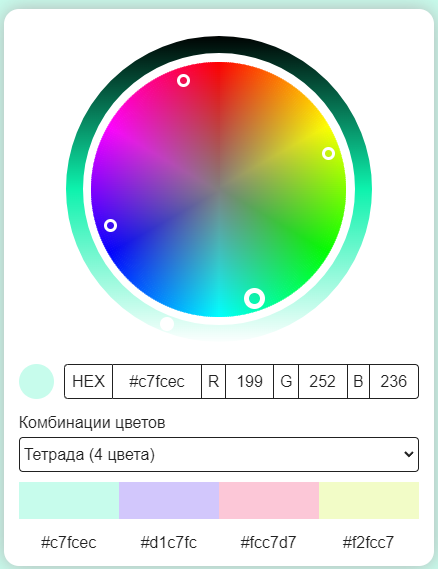 HEX #c7fcec R 199 G 252 B 236
Комбинации цветов
Тетрада (4 цвета)
#c7fcec #d1c7fc #fcc7d7 #f2fcc7